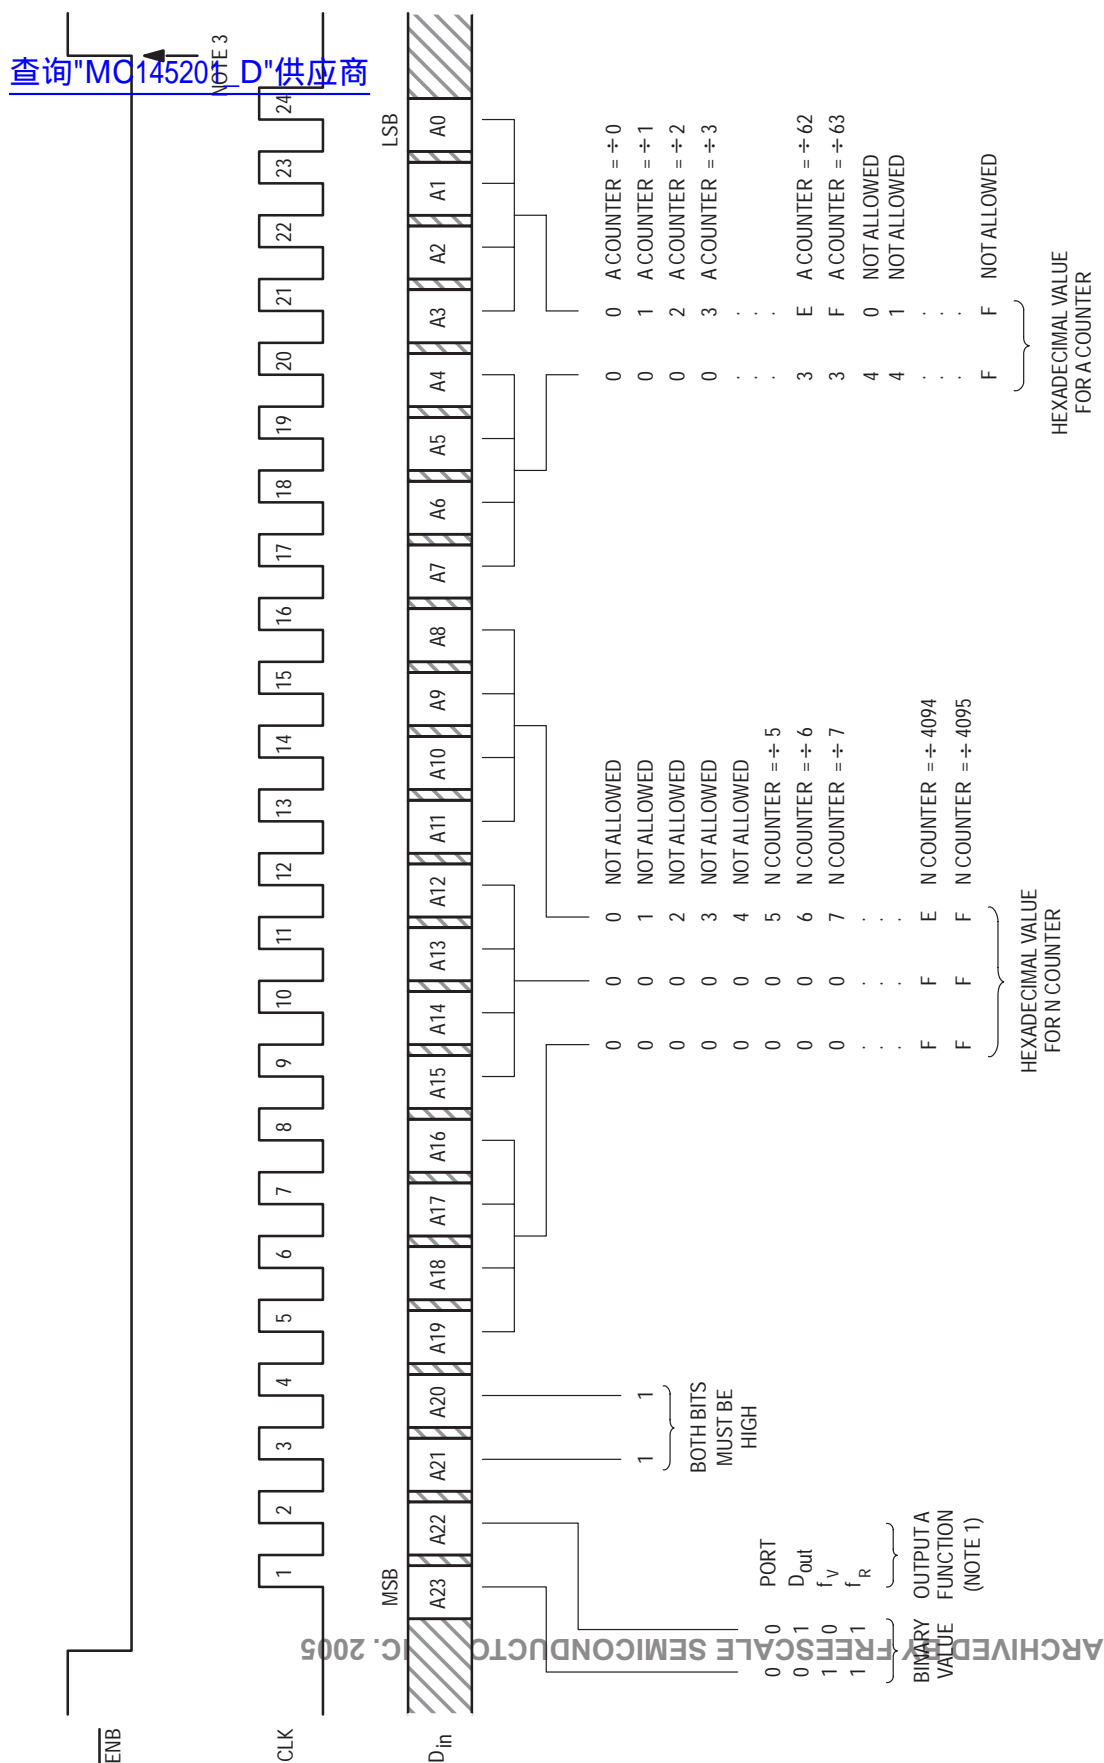 查询"MC145201_D"供应商
ENB
NOTE 3
CLK
1 2 3 4 5 6 7 8 9 10 11 12 13 14 15 16 17 18 19 20 21 22 23 24
MSB
LSB
Din
A23 A22 A21 A20 A19 A18 A17 A16 A15 A14 A13 A12 A11 A10 A9 A8 A7 A6 A5 A4 A3 A2 A1 A0
0 0 PORT
0 1 Dout
1 0 fV
1 1 fR
BINARY
VALUE
OUTPUT A
FUNCTION
(NOTE 1)
1 1
BOTH BITS
MUST BE
HIGH
0 0 0 NOT ALLOWED
0 0 1 NOT ALLOWED
0 0 2 NOT ALLOWED
0 0 3 NOT ALLOWED
0 0 4 NOT ALLOWED
0 0 5 N COUNTER = ÷ 5
0 0 6 N COUNTER = ÷ 6
0 0 7 N COUNTER = ÷ 7
. . .
. . .
F F E N COUNTER = ÷ 4094
F F F N COUNTER = ÷ 4095
HEXADECIMAL VALUE
FOR N COUNTER
0 0 A COUNTER = ÷ 0
0 1 A COUNTER = ÷ 1
0 2 A COUNTER = ÷ 2
0 3 A COUNTER = ÷ 3
. .
. .
3 E A COUNTER = ÷ 62
3 F A COUNTER = ÷ 63
4 0 NOT ALLOWED
4 1 NOT ALLOWED
. .
. .
F F NOT ALLOWED
HEXADECIMAL VALUE
FOR A COUNTER